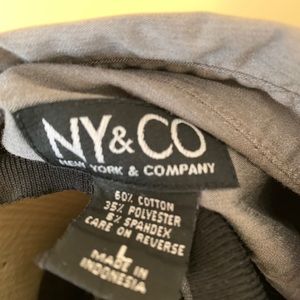 NY&CO
NEW YORK & COMPANY
60% COTTON
35% POLYESTER
5% SPANDEX
CARE ON REVERSE
L
MADE IN
INDONESIA